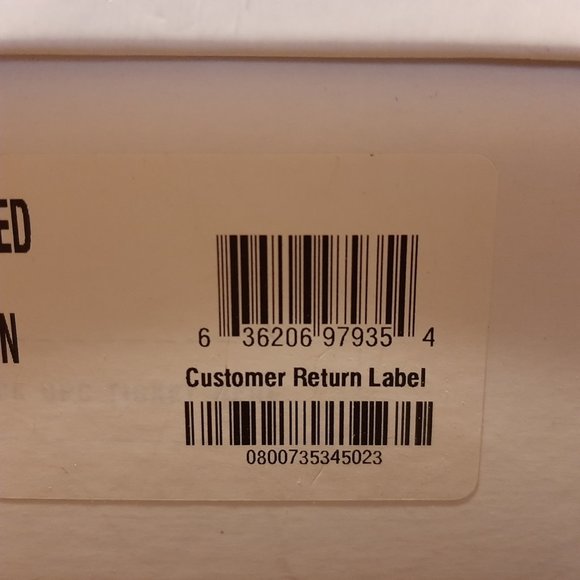 ED
N
6 36206 97935 4
Customer Return Label
0800735345023